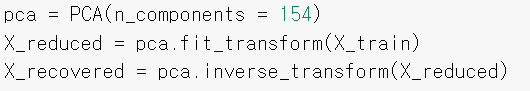 pca = PCA(n_components = 154)
X_reduced = pca.fit_transform(X_train)
X_recovered = pca.inverse_transform(X_reduced)